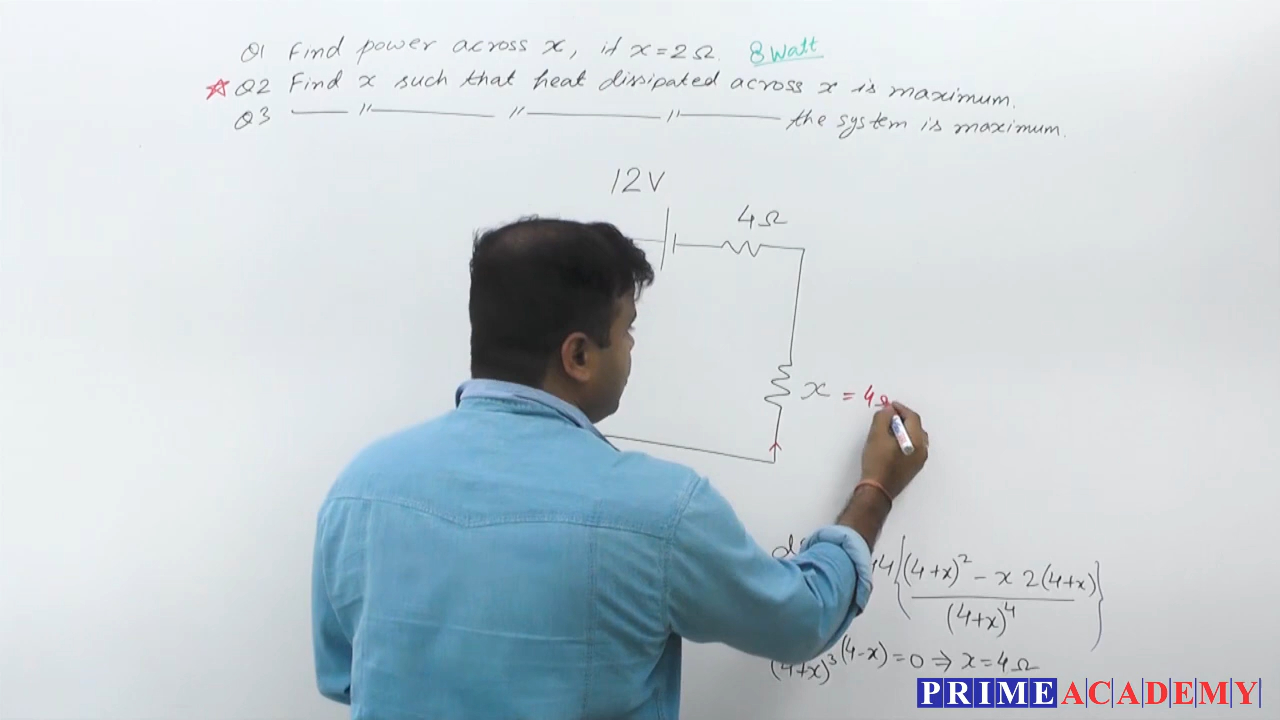 Q1 Find power across x, if x=2Ω. 8 Watt
☆ Q2 Find x such that heat dissipated across x is maximum.
Q3 —— " ——— " ——— " ——— the system is maximum.
12V
4Ω
x = 4Ω
44{(4+x)² - x 2(4+x)
(4+x)⁴}
(4+x)³ (4-x) = 0 ⇒ x = 4Ω
PRIME ACADEMY